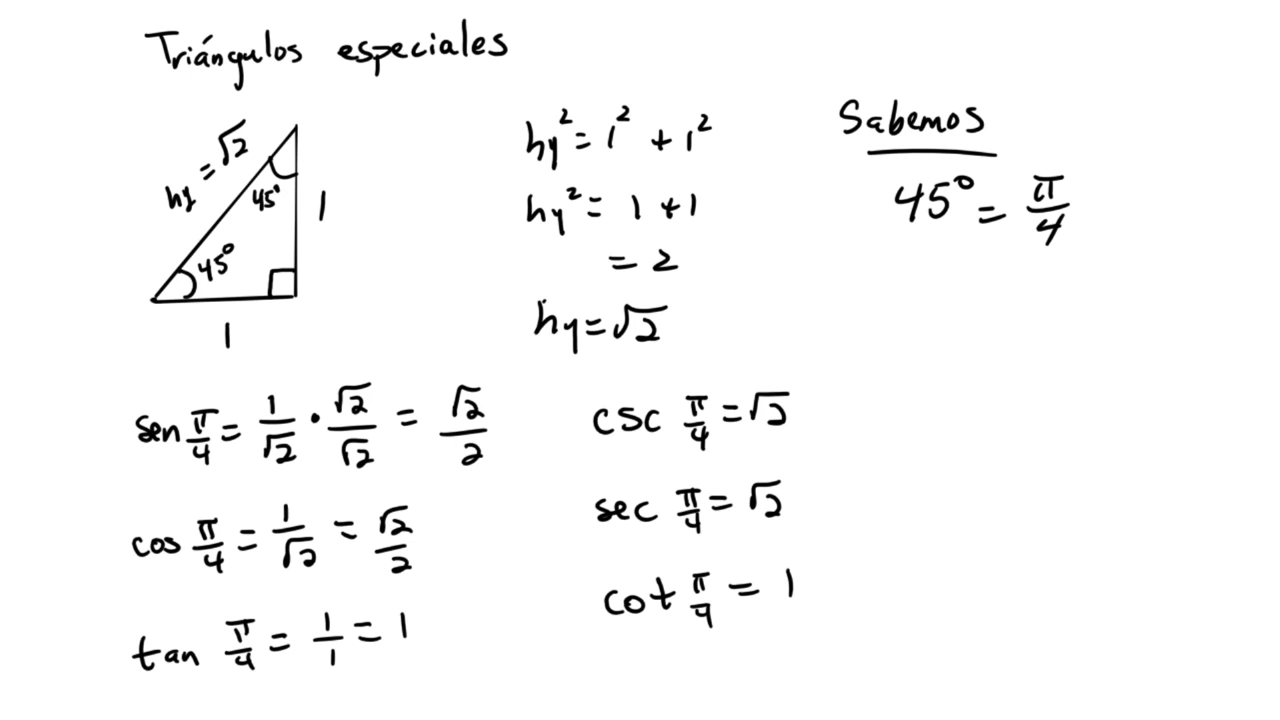 Triángulos especiales
hy = √2
45°
1
45°
1
hy² = 1² + 1²
hy² = 1 + 1
= 2
hy = √2
Sabemos
45° = π/4
sen π/4 = 1/√2 · √2/√2 = √2/2
cos π/4 = 1/√2 = √2/2
tan π/4 = 1/1 = 1
csc π/4 = √2
sec π/4 = √2
cot π/4 = 1